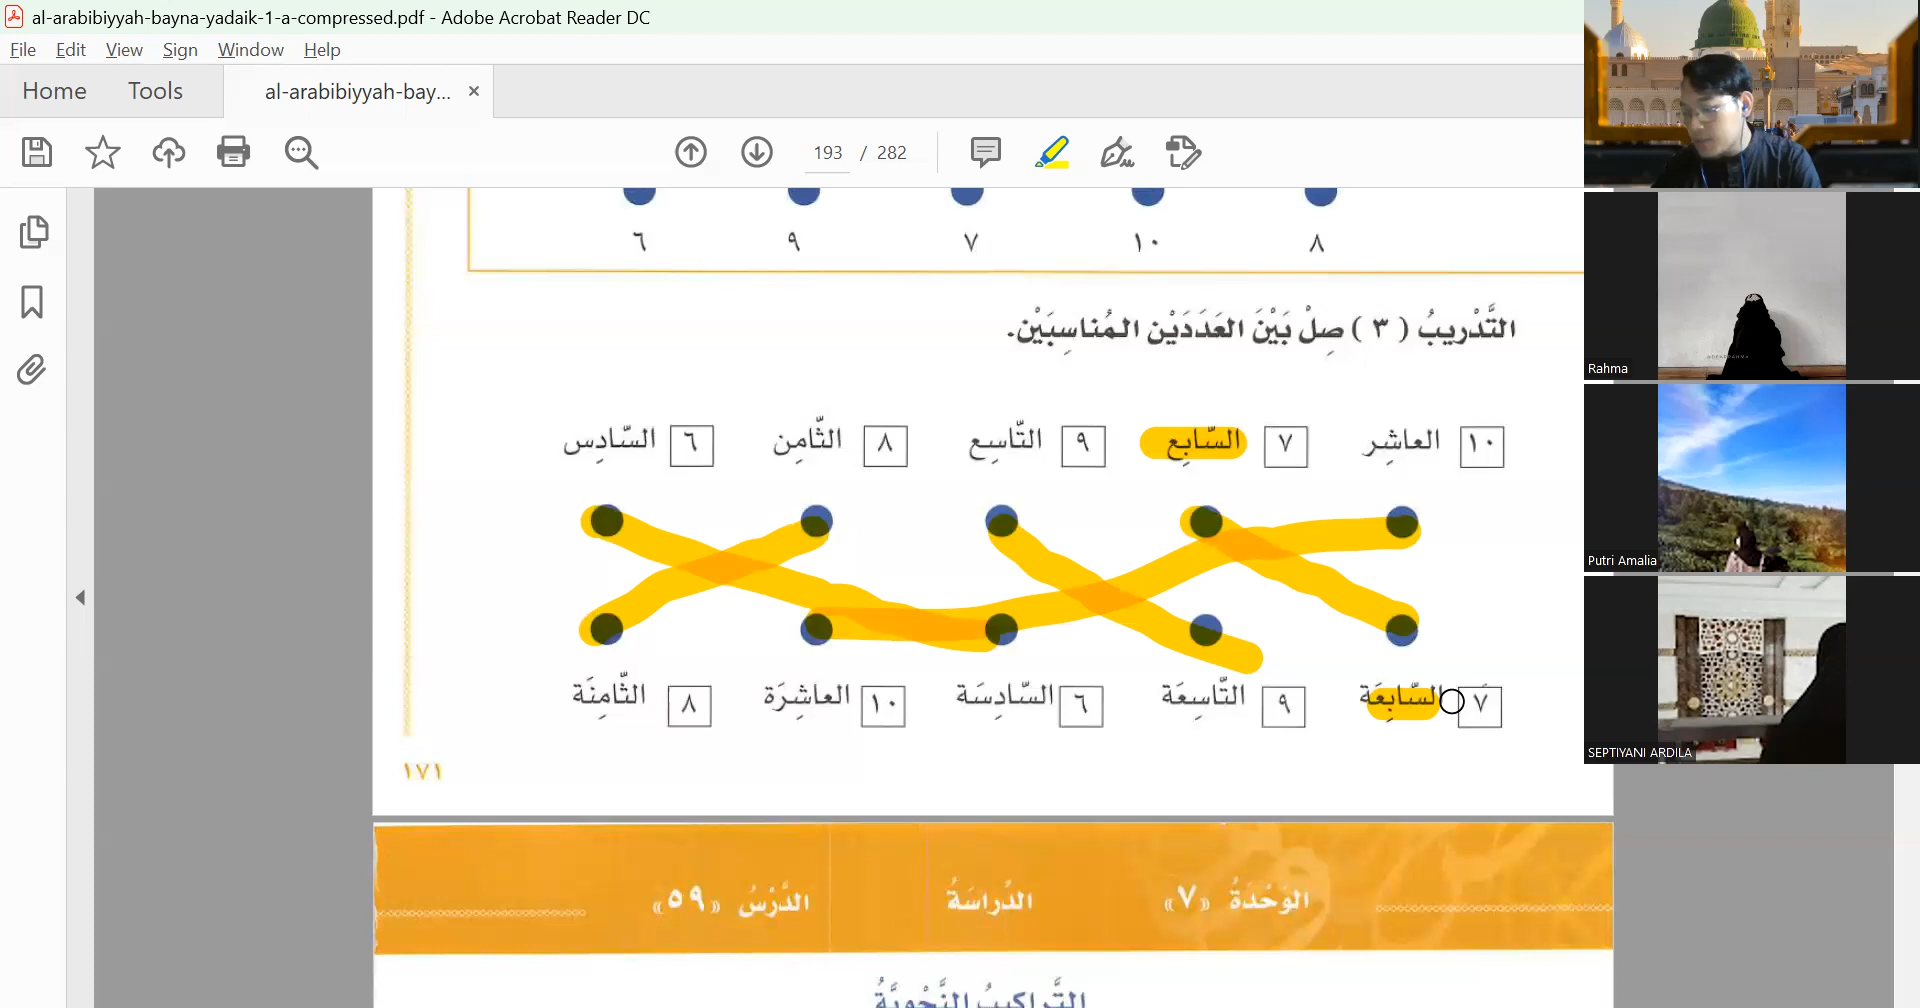 al-arabibiyyah-bayna-yadaik-1-a-compressed.pdf - Adobe Acrobat Reader DC
File Edit View Sign Window Help
Home Tools al-arabibiyyah-bay... ×
193 / 282
٨ ١٠ ٧ ٩ ٦
التَّدْرِيبُ ( ٣ ) صِلْ بَيْنَ العَدَدَيْنِ المُناسِبَيْنِ.
١٠ العاشِر ٧ السّابِع ٩ التّاسِع ٨ الثّامِن ٦ السّادِس
٧ السّابِعَة ٩ التّاسِعَة ٦ السّادِسَة ١٠ العاشِرَة ٨ الثّامِنَة
١٧١
الوَحْدَةُ «٧» الدِّراسَةُ الدَّرْسُ «٥٩»
التَّراكيبُ النَّحْوِيَّةُ
Rahma
Putri Amalia
SEPTIYANI ARDILA